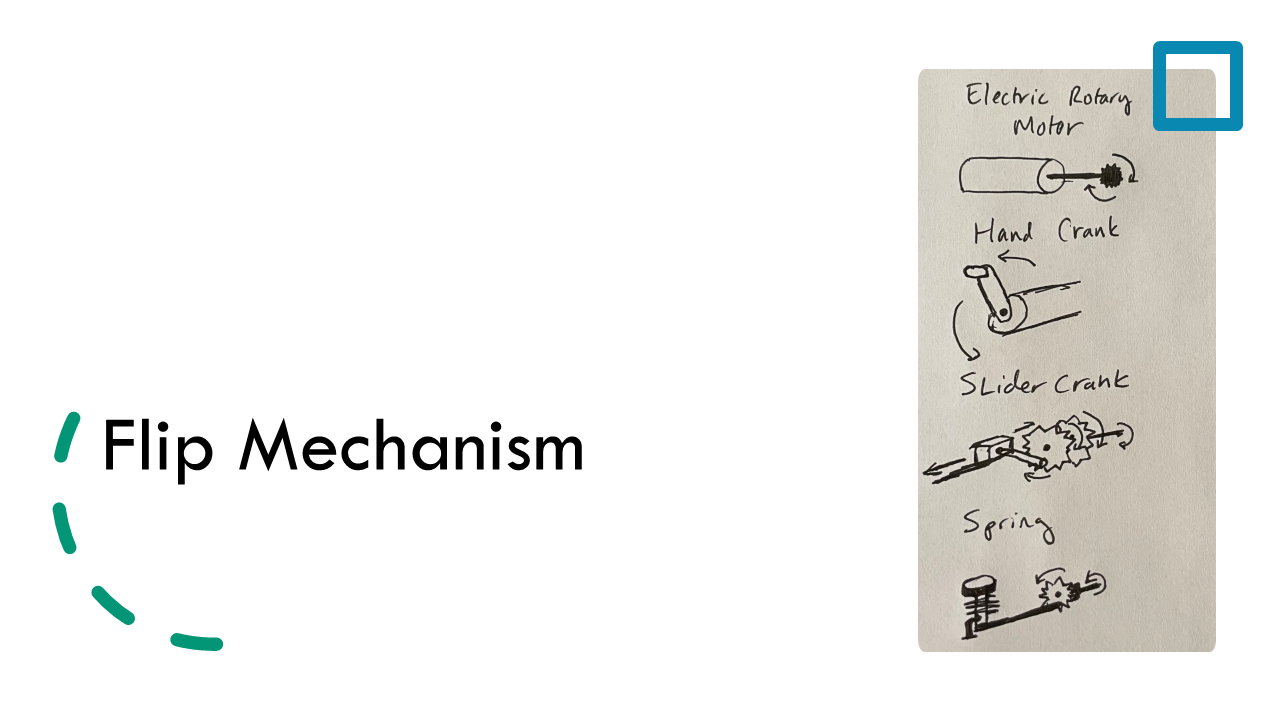 Flip Mechanism
Electric Rotary
Motor
Hand Crank
Slider Crank
Spring